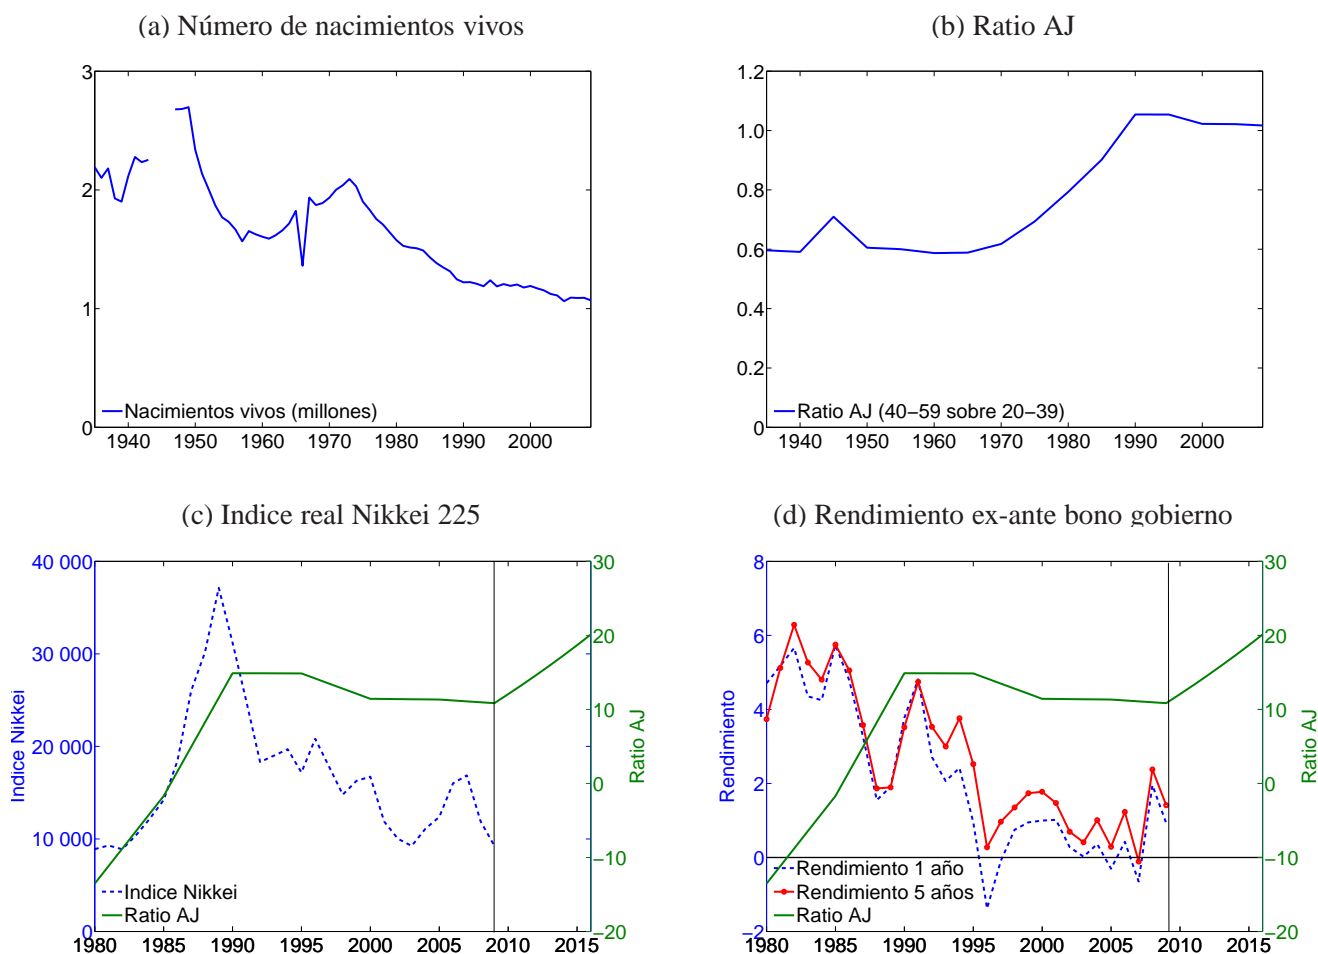 (a) Número de nacimientos vivos
3
2
1
0
1940 1950 1960 1970 1980 1990 2000
Nacimientos vivos (millones)
(b) Ratio AJ
1.2
1.0
0.8
0.6
0.4
0.2
0
1940 1950 1960 1970 1980 1990 2000
Ratio AJ (40−59 sobre 20−39)
(c) Indice real Nikkei 225
40 000
30 000
20 000
10 000
0
Indice Nikkei
30
20
10
0
−10
−20
Ratio AJ
1980 1985 1990 1995 2000 2005 2010 2015
Indice Nikkei
Ratio AJ
(d) Rendimiento ex-ante bono gobierno
8
6
4
2
0
−2
Rendimiento
30
20
10
0
−10
−20
Ratio AJ
1980 1985 1990 1995 2000 2005 2010 2015
Rendimiento 1 año
Rendimiento 5 años
Ratio AJ